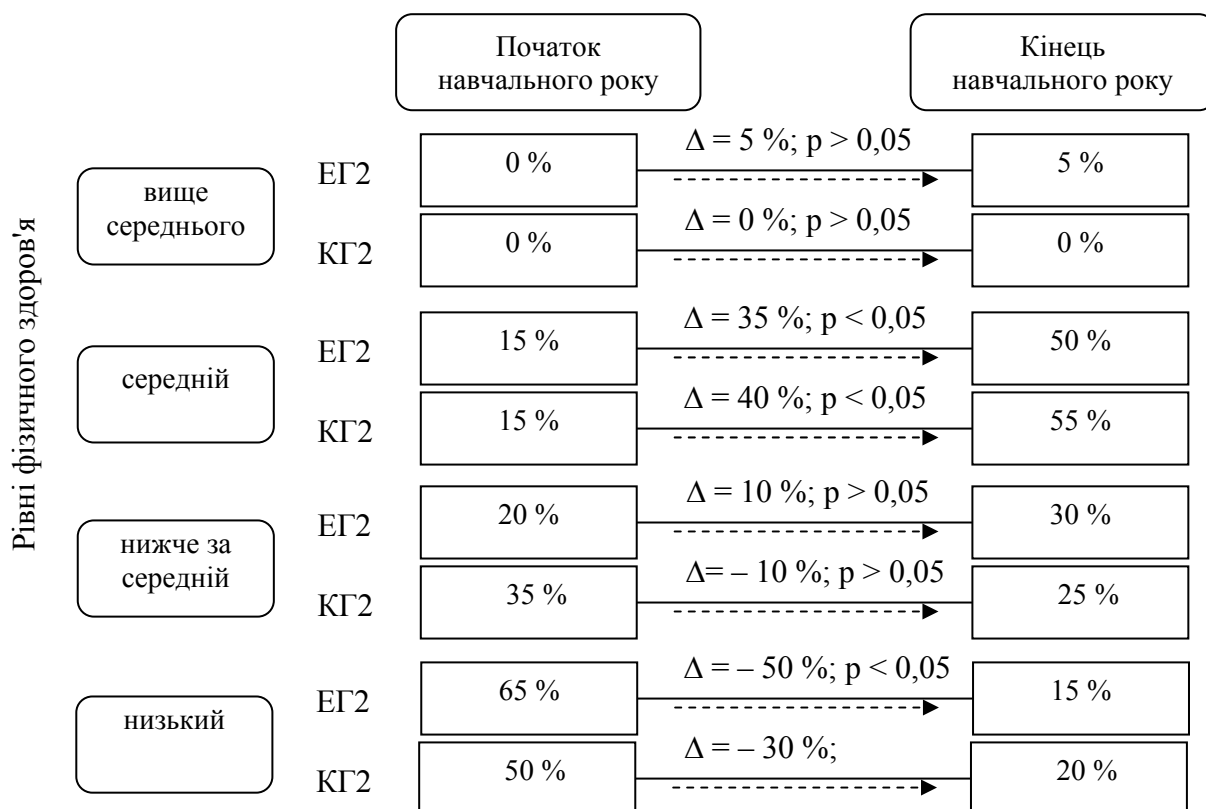 Початок
навчального року
Кінець
навчального року
Рівні фізичного здоров'я
вище
середнього
ЕГ2
0 %
Δ = 5 %; p > 0,05
5 %
КГ2
0 %
Δ = 0 %; p > 0,05
0 %
середній
ЕГ2
15 %
Δ = 35 %; p < 0,05
50 %
КГ2
15 %
Δ = 40 %; p < 0,05
55 %
нижче за
середній
ЕГ2
20 %
Δ = 10 %; p > 0,05
30 %
КГ2
35 %
Δ= – 10 %; p > 0,05
25 %
низький
ЕГ2
65 %
Δ = – 50 %; p < 0,05
15 %
КГ2
50 %
Δ = – 30 %;
20 %